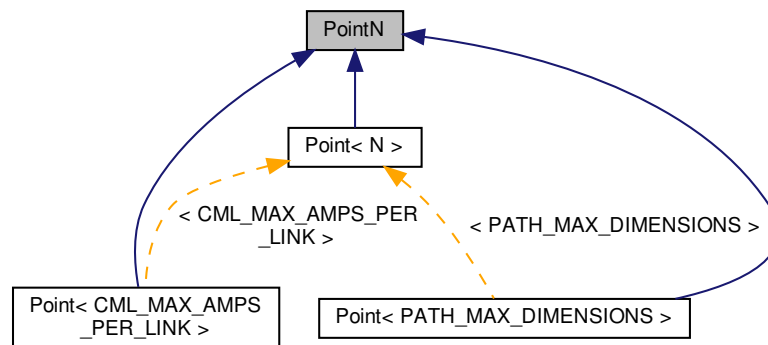 PointN
Point< N >
< CML_MAX_AMPS_PER
_LINK >
< PATH_MAX_DIMENSIONS >
Point< CML_MAX_AMPS
_PER_LINK >
Point< PATH_MAX_DIMENSIONS >